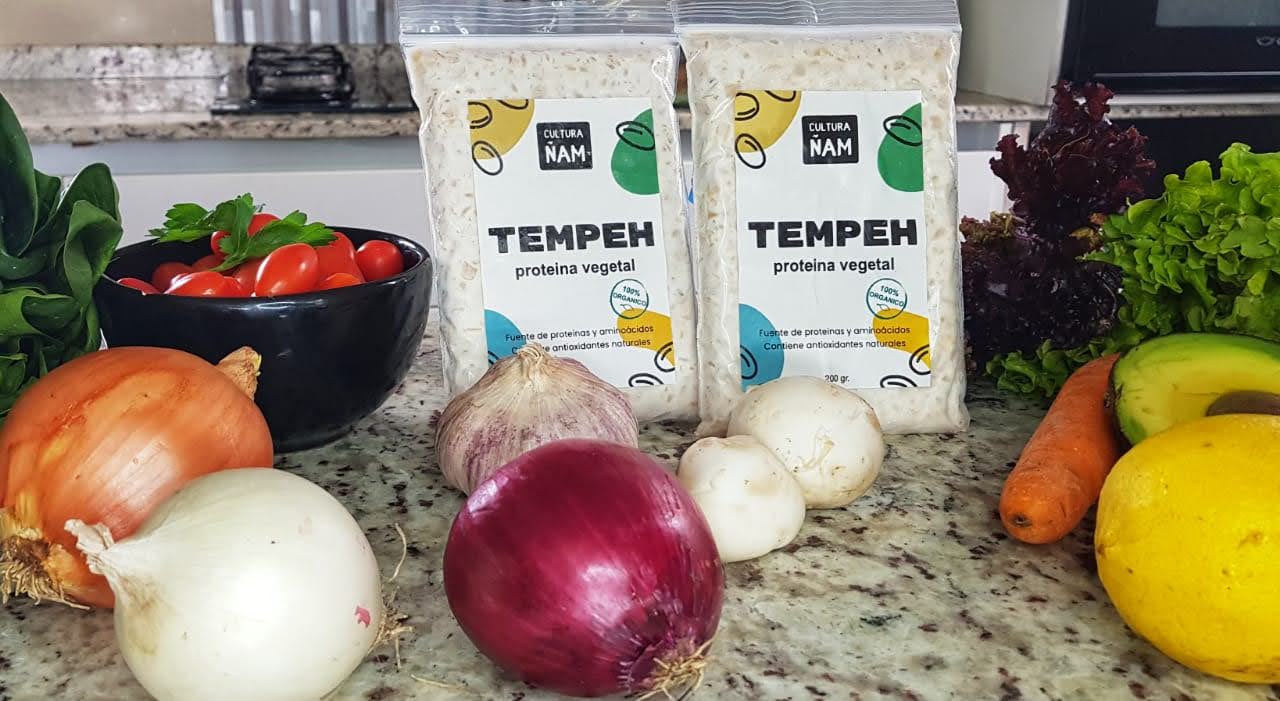 CULTURA
ÑAM
TEMPEH
proteina vegetal
100%
ORGANICO
Fuente de proteinas y aminoácidos
Contiene antioxidantes naturales
CULTURA
ÑAM
TEMPEH
proteina vegetal
100%
ORGANICO
Fuente de proteinas y aminoácidos
Contiene antioxidantes naturales
200 gr.